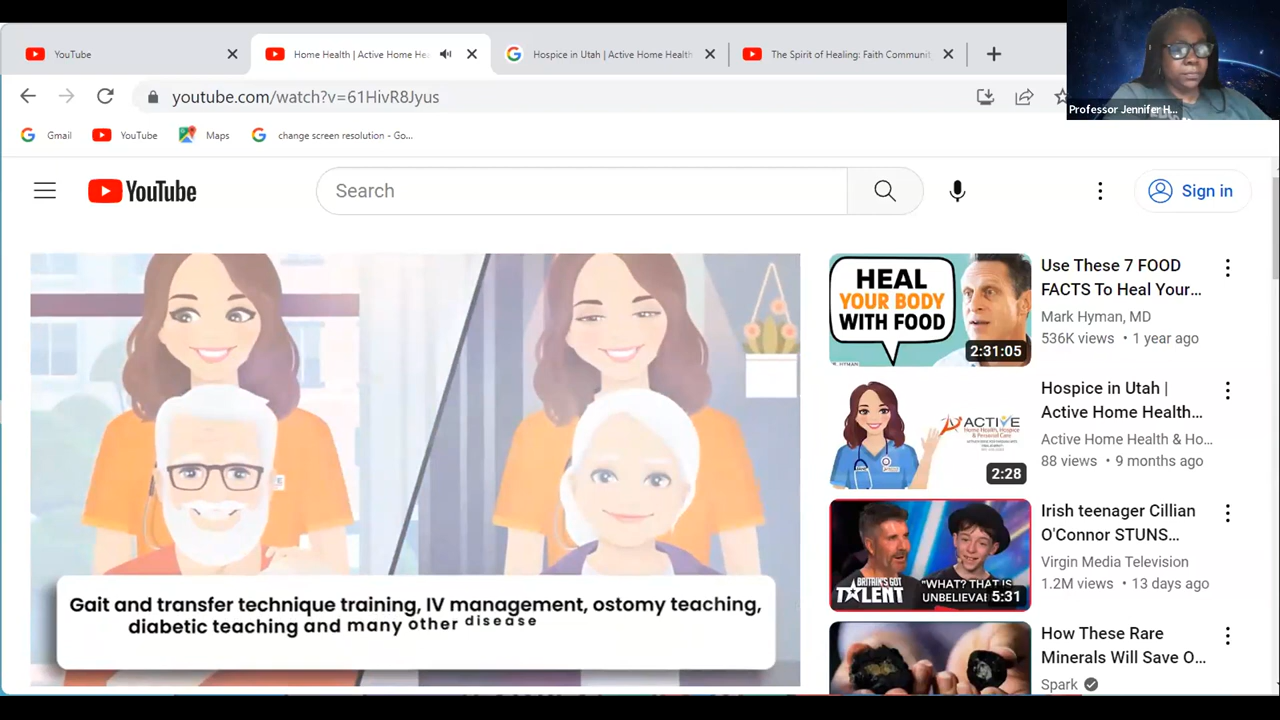 YouTube
Home Health | Active Home He
Hospice in Utah | Active Home Health
The Spirit of Healing: Faith Communit
youtube.com/watch?v=61HivR8Jyus
Professor Jennifer H...
Gmail
YouTube
Maps
change screen resolution - Go...
YouTube
Search
Sign in
Gait and transfer technique training, IV management, ostomy teaching,
diabetic teaching and many other disease
HEAL
YOUR BODY
WITH FOOD
2:31:05
Use These 7 FOOD
FACTS To Heal Your...
Mark Hyman, MD
536K views • 1 year ago
ACTIVE
Home Health, Hospice
& Personal Care
2:28
Hospice in Utah |
Active Home Health...
Active Home Health & Ho...
88 views • 9 months ago
BRITAIN'S GOT
TALENT
"WHAT? THAT IS
5:31
Irish teenager Cillian
O'Connor STUNS...
Virgin Media Television
1.2M views • 13 days ago
How These Rare
Minerals Will Save O...
Spark